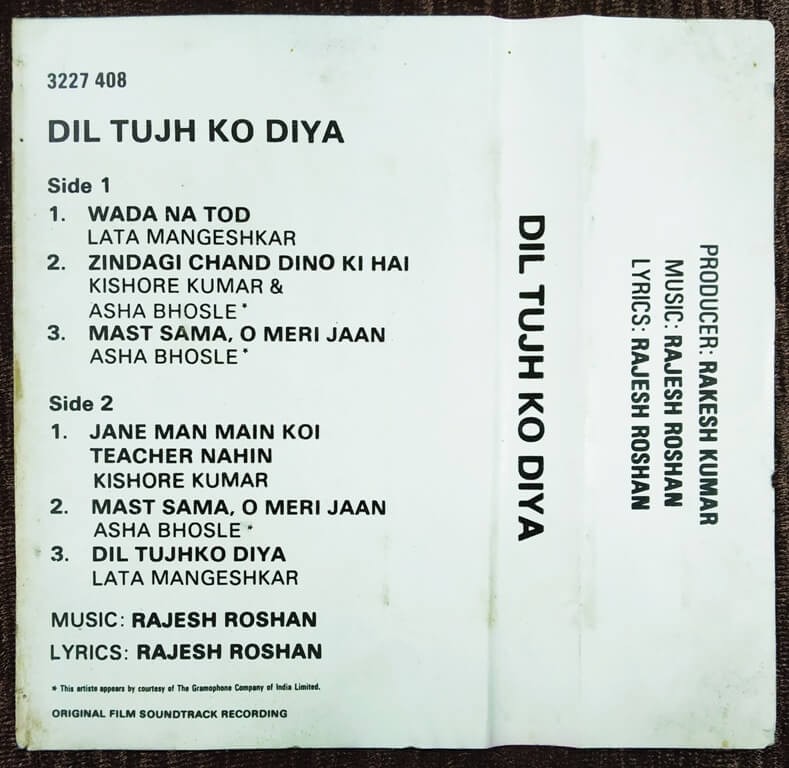 3227 408
DIL TUJH KO DIYA
Side 1
1. WADA NA TOD
LATA MANGESHKAR
2. ZINDAGI CHAND DINO KI HAI
KISHORE KUMAR &
ASHA BHOSLE *
3. MAST SAMA, O MERI JAAN
ASHA BHOSLE *
Side 2
1. JANE MAN MAIN KOI
TEACHER NAHIN
KISHORE KUMAR
2. MAST SAMA, O MERI JAAN
ASHA BHOSLE *
3. DIL TUJHKO DIYA
LATA MANGESHKAR
MUSIC: RAJESH ROSHAN
LYRICS: RAJESH ROSHAN
* This artiste appears by courtesy of The Gramophone Company of India Limited.
ORIGINAL FILM SOUNDTRACK RECORDING
DIL TUJH KO DIYA
PRODUCER: RAKESH KUMAR
MUSIC: RAJESH ROSHAN
LYRICS: RAJESH ROSHAN